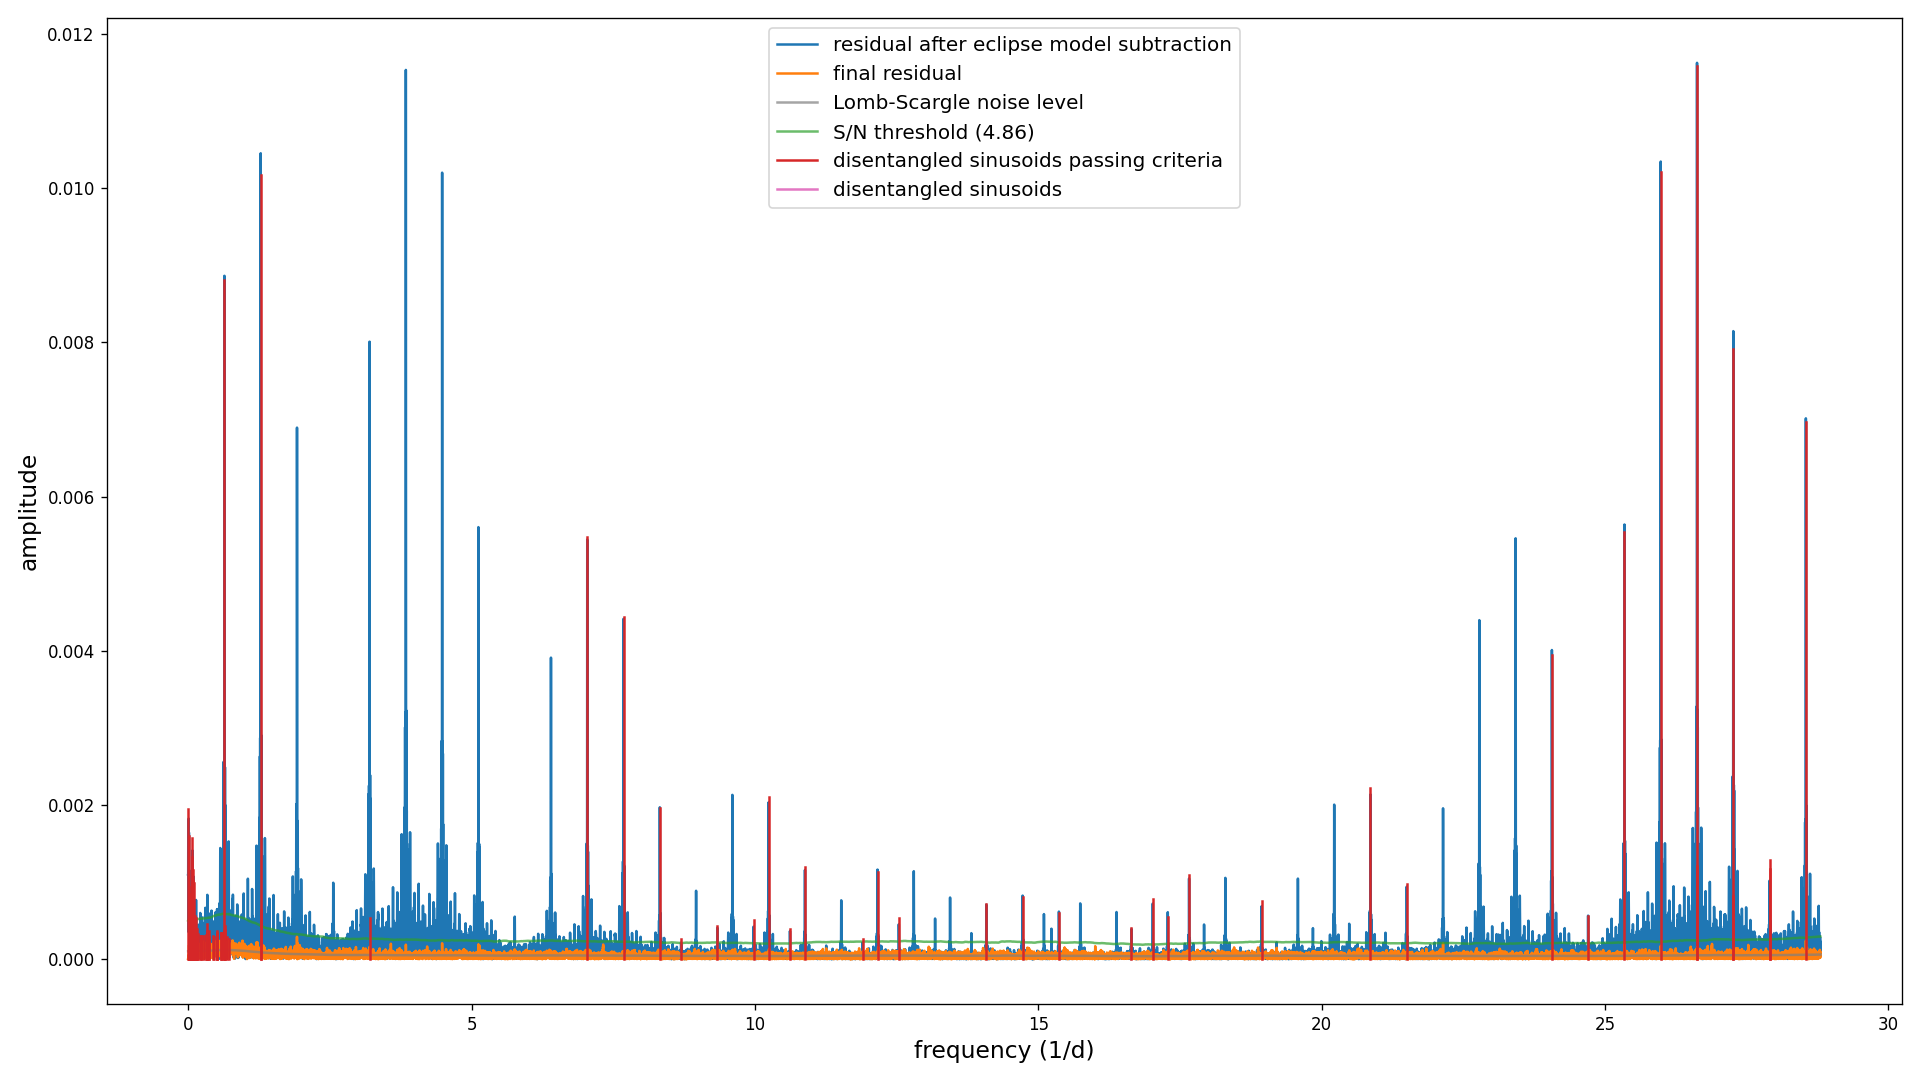 0.012
0.010
0.008
0.006
0.004
0.002
0.000
amplitude
residual after eclipse model subtraction
final residual
Lomb-Scargle noise level
S/N threshold (4.86)
disentangled sinusoids passing criteria
disentangled sinusoids
0 5 10 15 20 25 30
frequency (1/d)